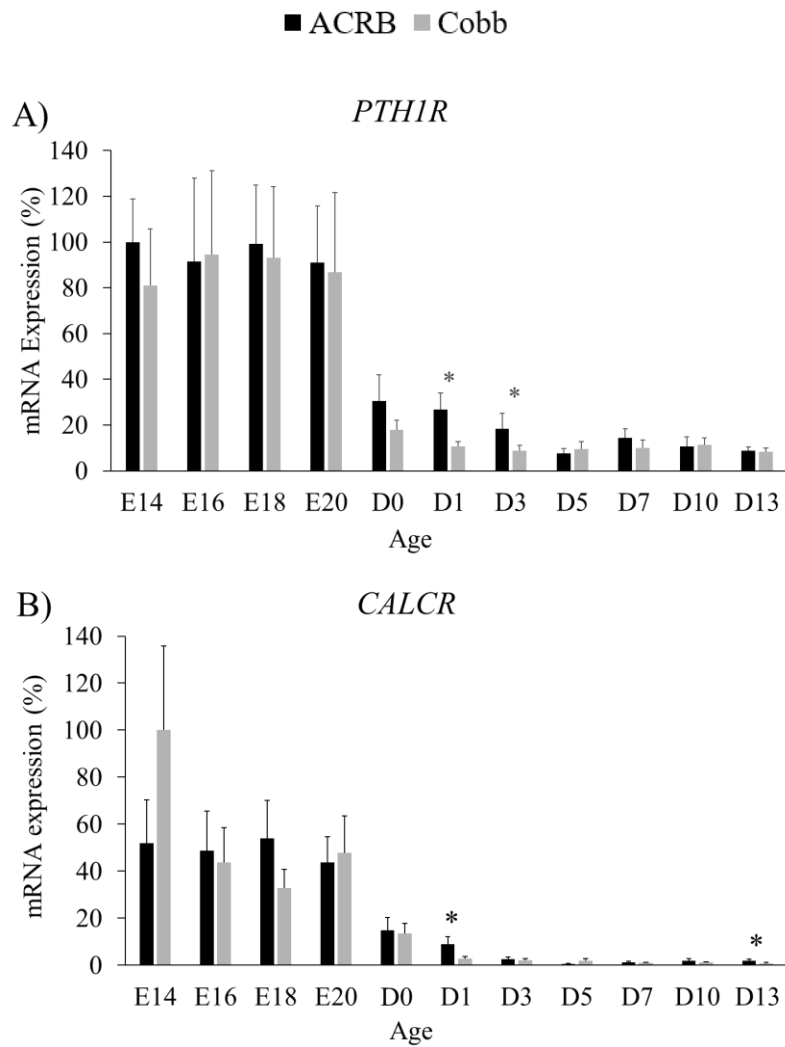 ACRB Cobb
A) PTH1R
mRNA Expression (%)
140
120
100
80
60
40
20
0
* *
E14 E16 E18 E20 D0 D1 D3 D5 D7 D10 D13
Age
B) CALCR
mRNA expression (%)
140
120
100
80
60
40
20
0
* *
E14 E16 E18 E20 D0 D1 D3 D5 D7 D10 D13
Age